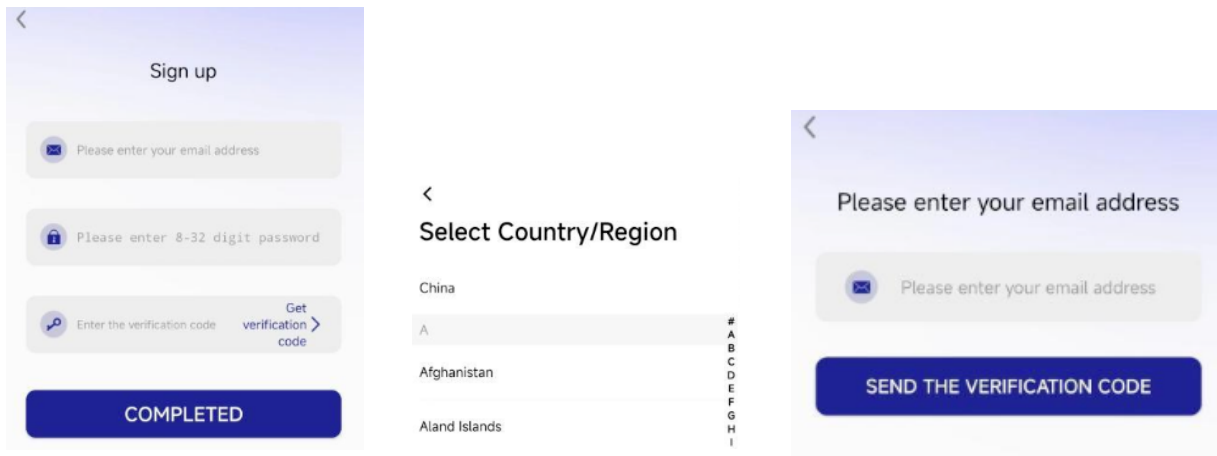 Sign up
Please enter your email address
Please enter 8-32 digit password
Enter the verification code
Get
verification
code
COMPLETED
Select Country/Region
China
A
Afghanistan
Aland Islands
#
A
B
C
D
E
F
G
H
I
Please enter your email address
Please enter your email address
SEND THE VERIFICATION CODE